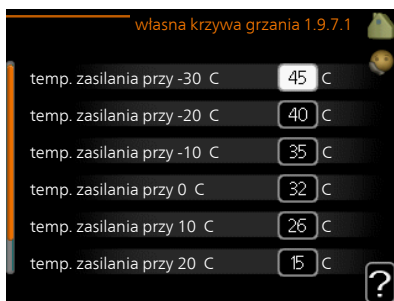 własna krzywa grzania 1.9.7.1
temp. zasilania przy -30 C 45 C
temp. zasilania przy -20 C 40 C
temp. zasilania przy -10 C 35 C
temp. zasilania przy 0 C 32 C
temp. zasilania przy 10 C 26 C
temp. zasilania przy 20 C 15 C
?